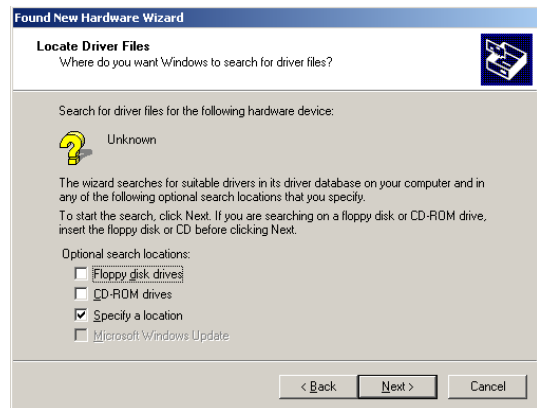 Found New Hardware Wizard
Locate Driver Files
Where do you want Windows to search for driver files?
Search for driver files for the following hardware device:
Unknown
The wizard searches for suitable drivers in its driver database on your computer and in
any of the following optional search locations that you specify.
To start the search, click Next. If you are searching on a floppy disk or CD-ROM drive,
insert the floppy disk or CD before clicking Next.
Optional search locations:
Floppy disk drives
CD-ROM drives
Specify a location
Microsoft Windows Update
< Back Next > Cancel